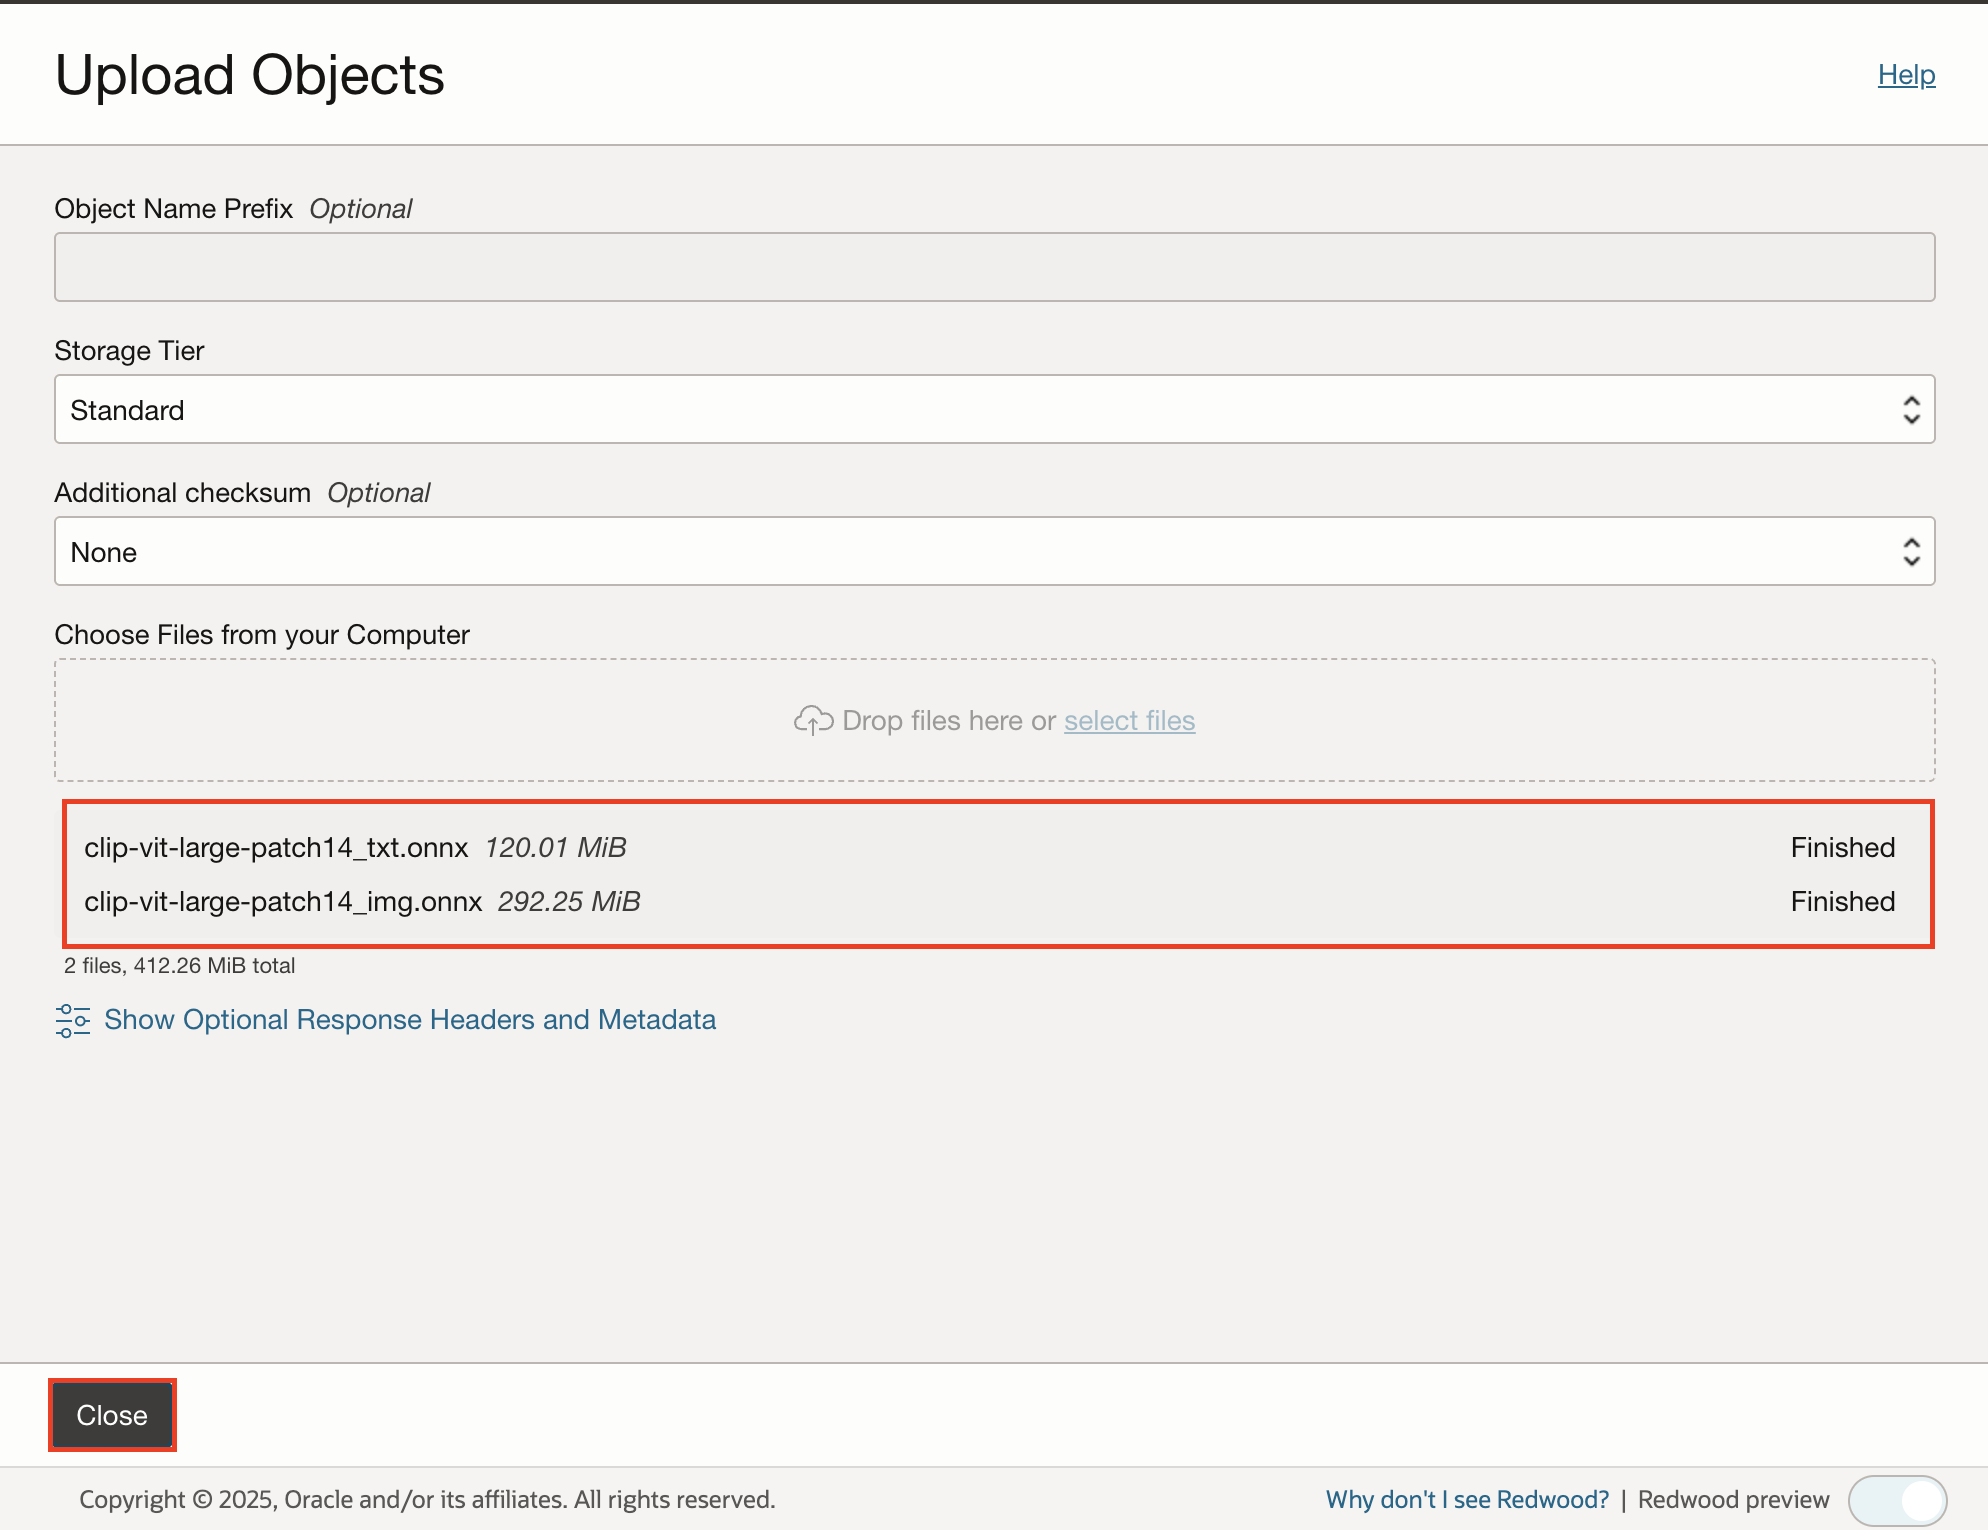 Upload Objects
Help
Object Name Prefix Optional
Storage Tier
Standard
Additional checksum Optional
None
Choose Files from your Computer
Drop files here or select files
clip-vit-large-patch14_txt.onnx 120.01 MiB Finished
clip-vit-large-patch14_img.onnx 292.25 MiB Finished
2 files, 412.26 MiB total
Show Optional Response Headers and Metadata
Close
Copyright © 2025, Oracle and/or its affiliates. All rights reserved.
Why don't I see Redwood? | Redwood preview